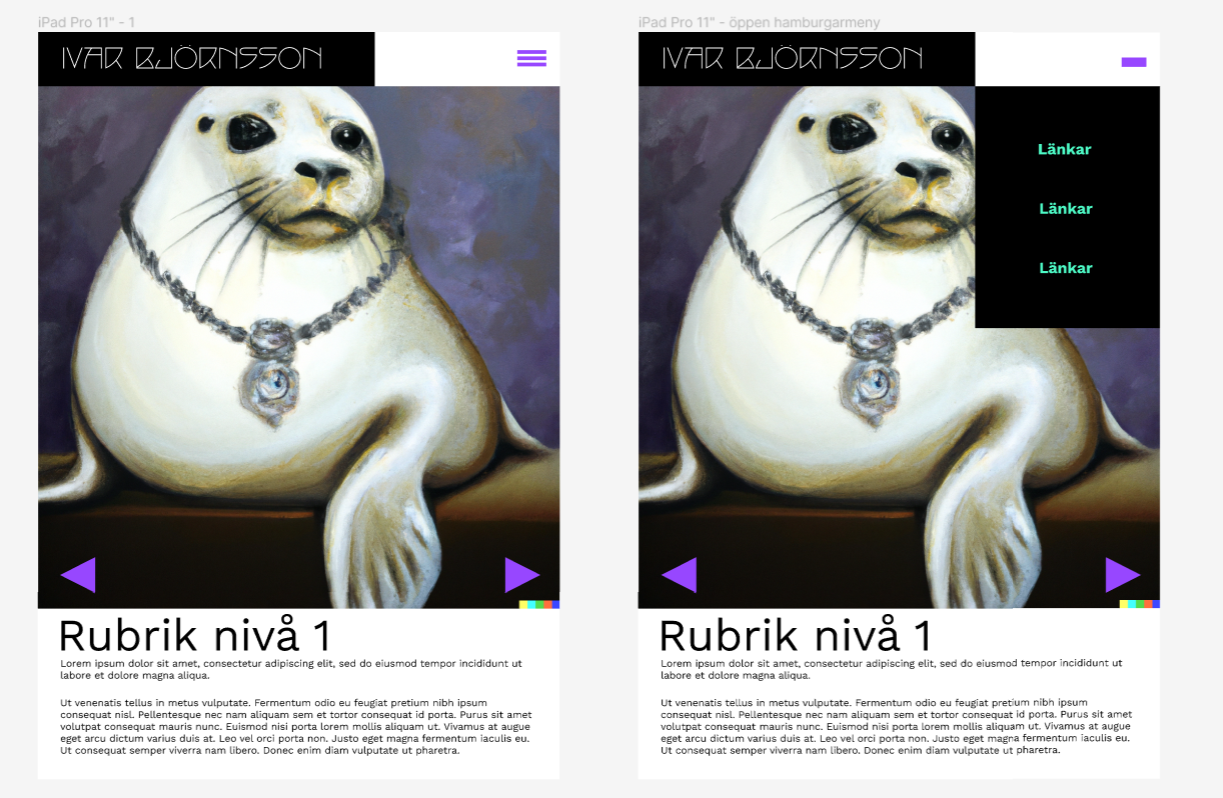 iPad Pro 11" - 1
IVAR BJÖRNSSON
Rubrik nivå 1
Lorem ipsum dolor sit amet, consectetur adipiscing elit, sed do eiusmod tempor incididunt ut
labore et dolore magna aliqua.
Ut venenatis tellus in metus vulputate. Fermentum odio eu feugiat pretium nibh ipsum
consequat nisl. Pellentesque nec nam aliquam sem et tortor consequat id porta. Purus sit amet
volutpat consequat mauris nunc. Euismod nisi porta lorem mollis aliquam ut. Vivamus at augue
eget arcu dictum varius duis at. Leo vel orci porta non. Justo eget magna fermentum iaculis eu.
Ut consequat semper viverra nam libero. Donec enim diam vulputate ut pharetra.
iPad Pro 11" - öppen hamburgarmeny
IVAR BJÖRNSSON
Länkar
Länkar
Länkar
Rubrik nivå 1
Lorem ipsum dolor sit amet, consectetur adipiscing elit, sed do eiusmod tempor incididunt ut
labore et dolore magna aliqua.
Ut venenatis tellus in metus vulputate. Fermentum odio eu feugiat pretium nibh ipsum
consequat nisl. Pellentesque nec nam aliquam sem et tortor consequat id porta. Purus sit amet
volutpat consequat mauris nunc. Euismod nisi porta lorem mollis aliquam ut. Vivamus at augue
eget arcu dictum varius duis at. Leo vel orci porta non. Justo eget magna fermentum iaculis eu.
Ut consequat semper viverra nam libero. Donec enim diam vulputate ut pharetra.